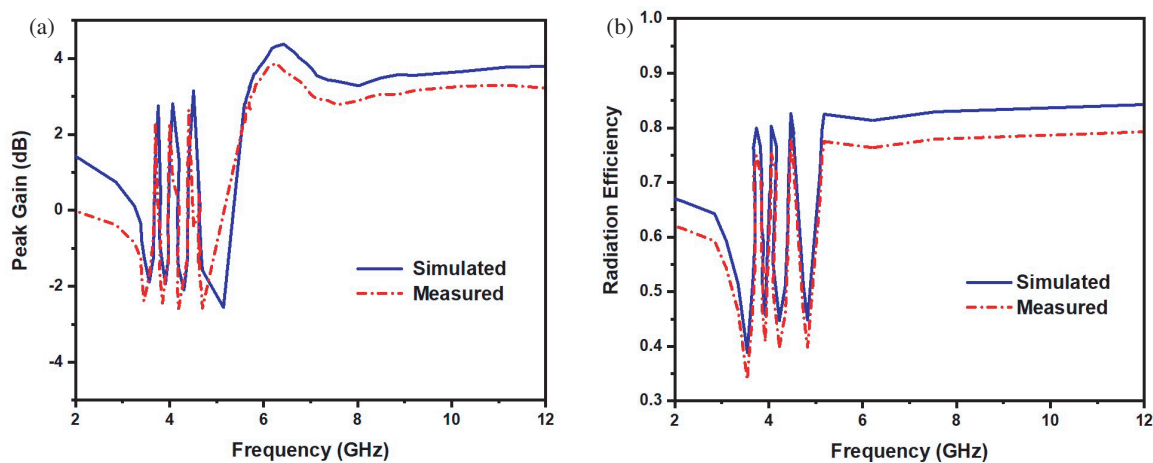 (a)
Peak Gain (dB)
4
2
0
-2
-4
Simulated
Measured
2 4 6 8 10 12
Frequency (GHz)
(b)
Radiation Efficiency
1.0
0.9
0.8
0.7
0.6
0.5
0.4
0.3
Simulated
Measured
2 4 6 8 10 12
Frequency (GHz)